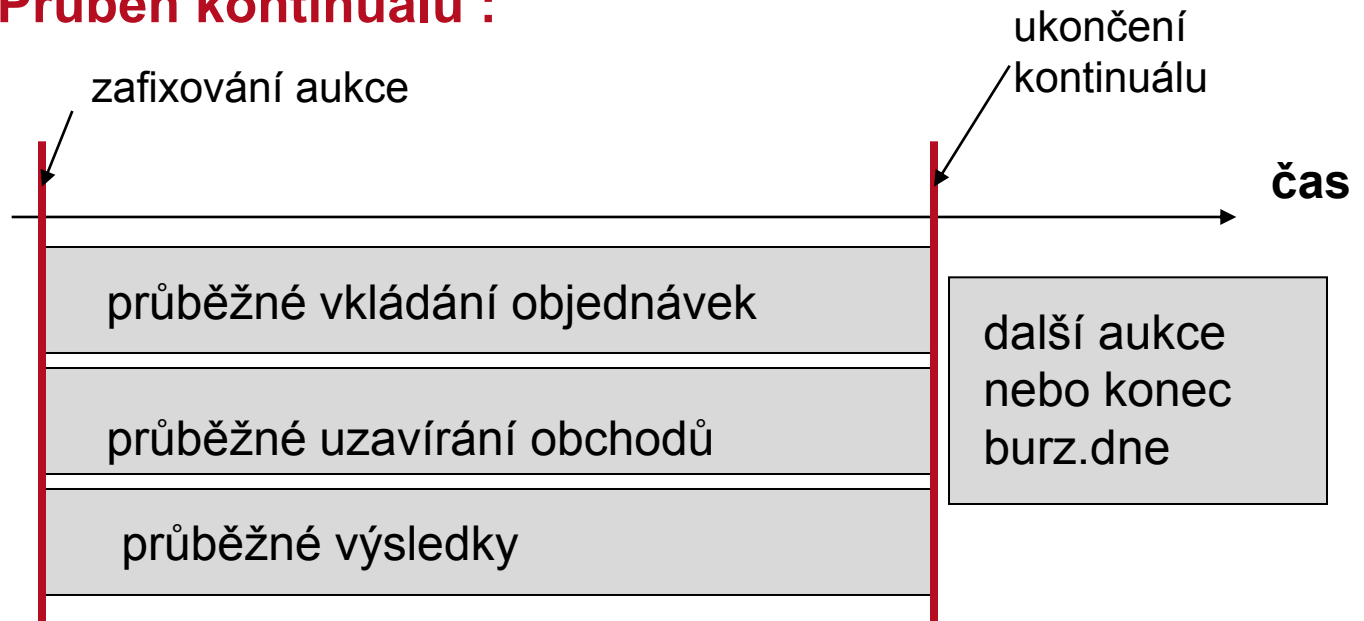 Průběh kontinuálu :
ukončení
kontinuálu
zafixování aukce
čas
průběžné vkládání objednávek
průběžné uzavírání obchodů
průběžné výsledky
další aukce
nebo konec
burz.dne